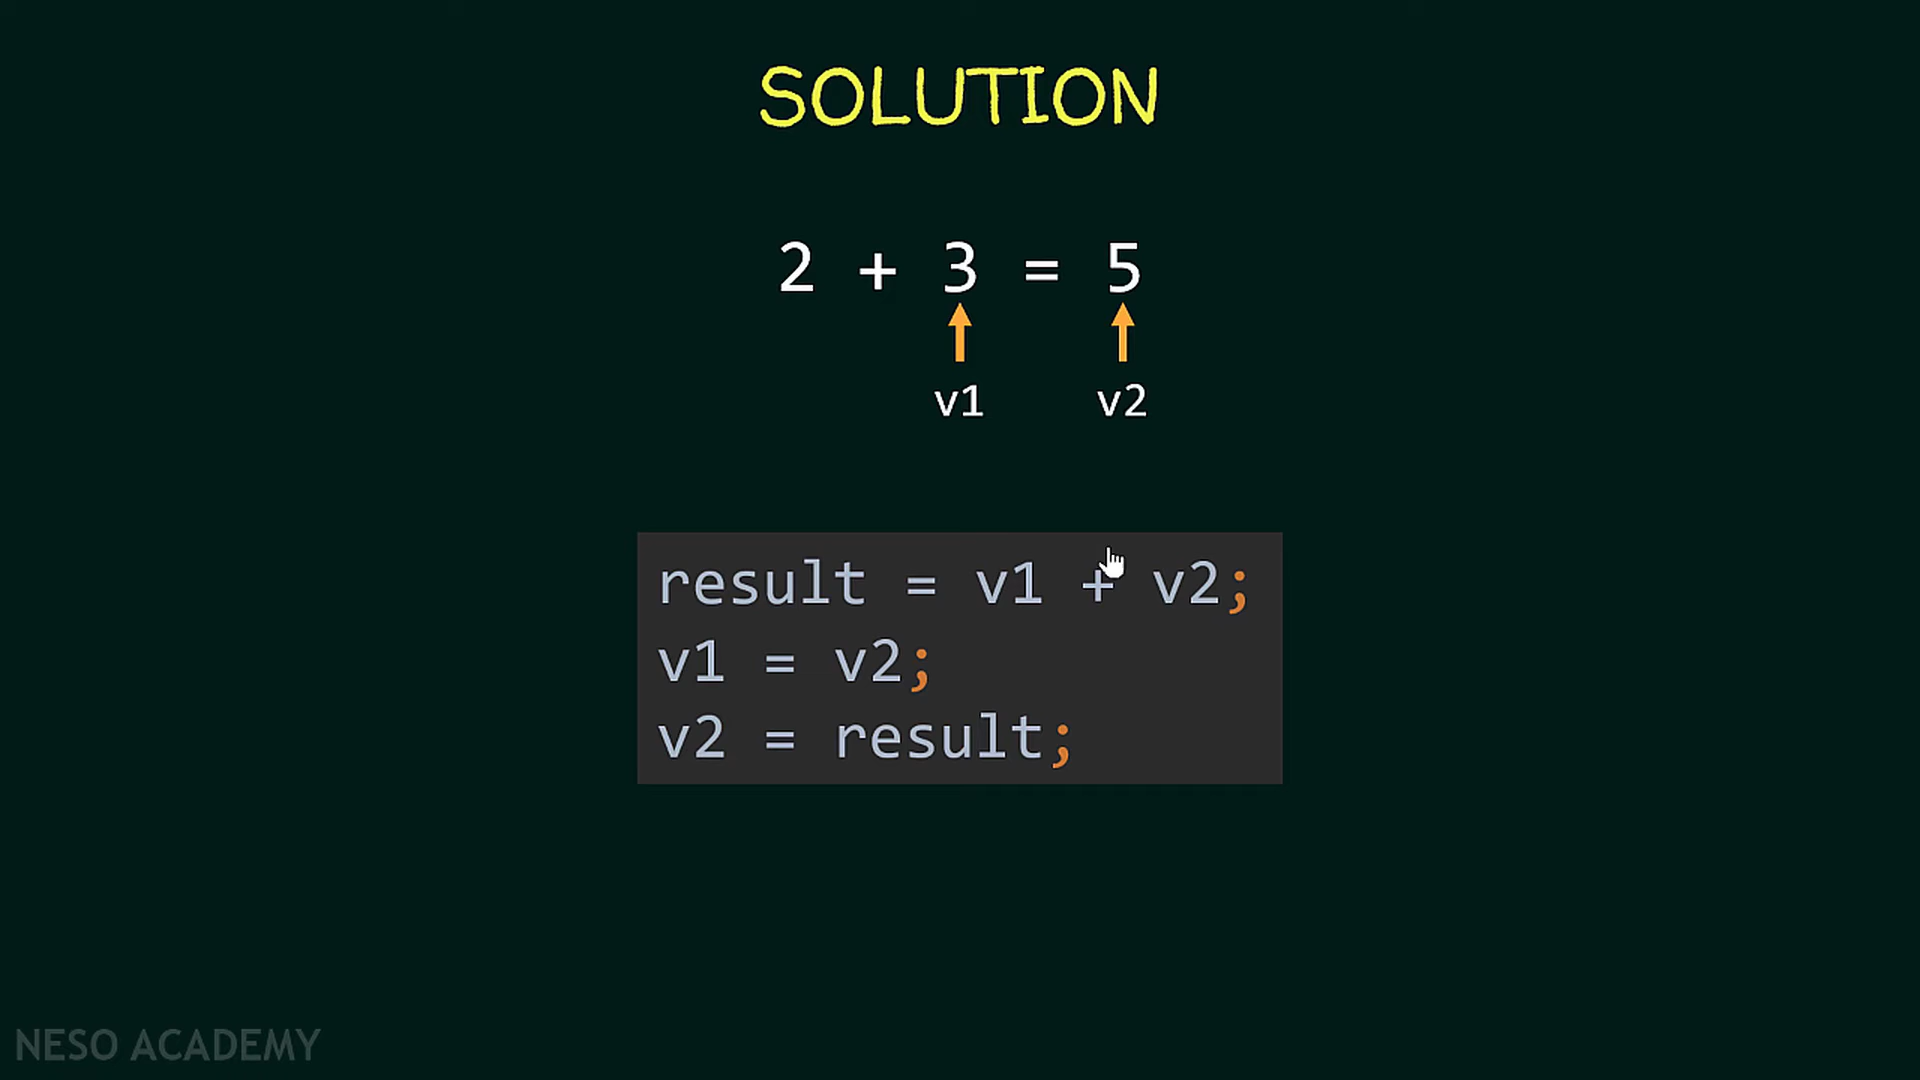 SOLUTION
2 + 3 = 5
v1 v2
result = v1 + v2;
v1 = v2;
v2 = result;
NESO ACADEMY